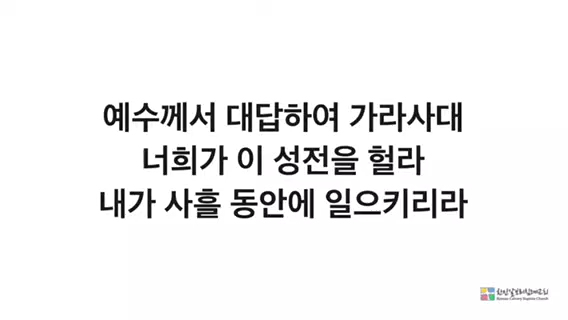 예수께서 대답하여 가라사대
너희가 이 성전을 헐라
내가 사흘 동안에 일으키리라